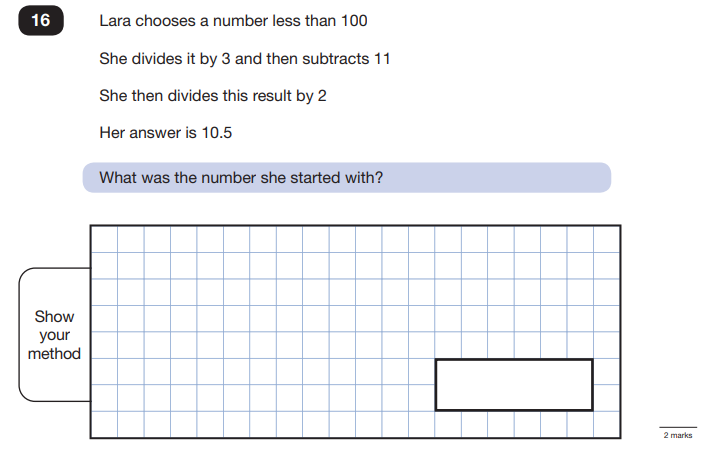 16 Lara chooses a number less than 100
She divides it by 3 and then subtracts 11
She then divides this result by 2
Her answer is 10.5
What was the number she started with?
Show
your
method
2 marks